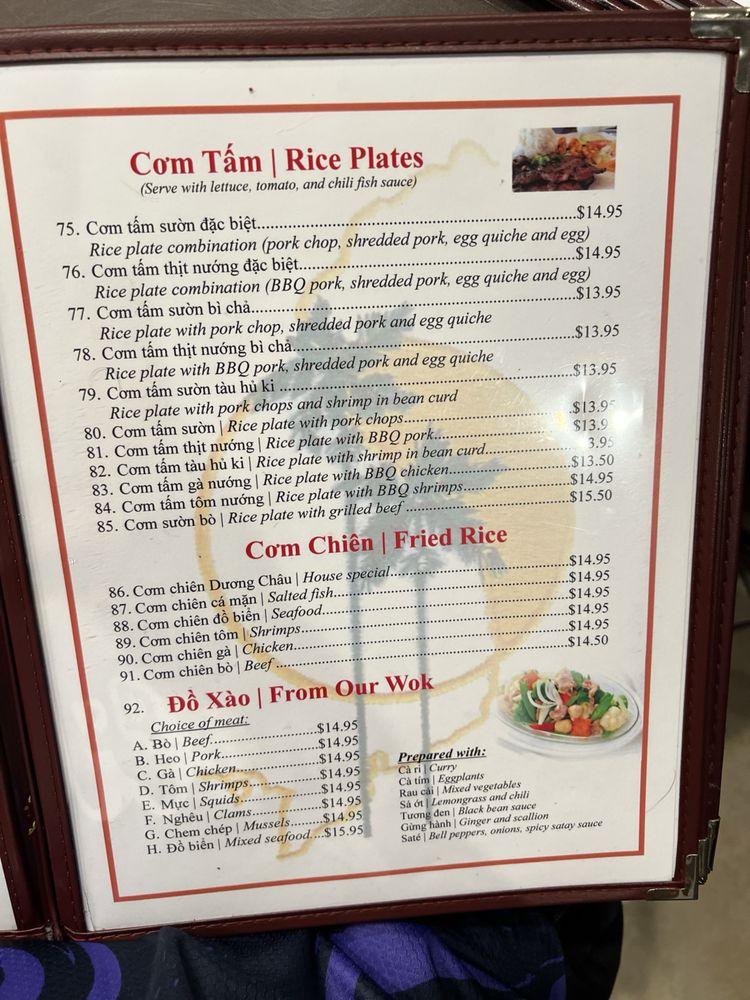 Cơm Tấm | Rice Plates
(Serve with lettuce, tomato, and chili fish sauce)
75. Cơm tấm sườn đặc biệt..........$14.95
Rice plate combination (pork chop, shredded pork, egg quiche and egg)
76. Cơm tấm thịt nướng đặc biệt..........$14.95
Rice plate combination (BBQ pork, shredded pork, egg quiche and egg)
77. Cơm tấm sườn bì chả..........$13.95
Rice plate with pork chop, shredded pork and egg quiche
78. Cơm tấm thịt nướng bì chả..........$13.95
Rice plate with BBQ pork, shredded pork and egg quiche
79. Cơm tấm sườn tàu hủ ki..........$13.95
Rice plate with pork chops and shrimp in bean curd
80. Cơm tấm sườn | Rice plate with pork chops..........$13.95
81. Cơm tấm thịt nướng | Rice plate with BBQ pork..........$13.9
82. Cơm tấm tàu hủ ki | Rice plate with shrimp in bean curd..........3.95
83. Cơm tấm gà nướng | Rice plate with BBQ chicken..........$13.50
84. Cơm tấm tôm nướng | Rice plate with BBQ shrimps..........$14.95
85. Cơm sườn bò | Rice plate with grilled beef..........$15.50
Cơm Chiên | Fried Rice
86. Cơm chiên Dương Châu | House special..........$14.95
87. Cơm chiên cá mặn | Salted fish..........$14.95
88. Cơm chiên đồ biển | Seafood..........$14.95
89. Cơm chiên tôm | Shrimps..........$14.95
90. Cơm chiên gà | Chicken..........$14.95
91. Cơm chiên bò | Beef..........$14.50
92. Đồ Xào | From Our Wok
Choice of meat:
A. Bò | Beef..........$14.95
B. Heo | Pork..........$14.95
C. Gà | Chicken..........$14.95
D. Tôm | Shrimps..........$14.95
E. Mực | Squids..........$14.95
F. Nghêu | Clams..........$14.95
G. Chem chép | Mussels..........$14.95
H. Đồ biển | Mixed seafood....$15.95
Prepared with:
Cà ri | Curry
Cà tím | Eggplants
Rau cải | Mixed vegetables
Sả ớt | Lemongrass and chili
Tương đen | Black bean sauce
Gừng hành | Ginger and scallion
Saté | Bell peppers, onions, spicy satay sauce